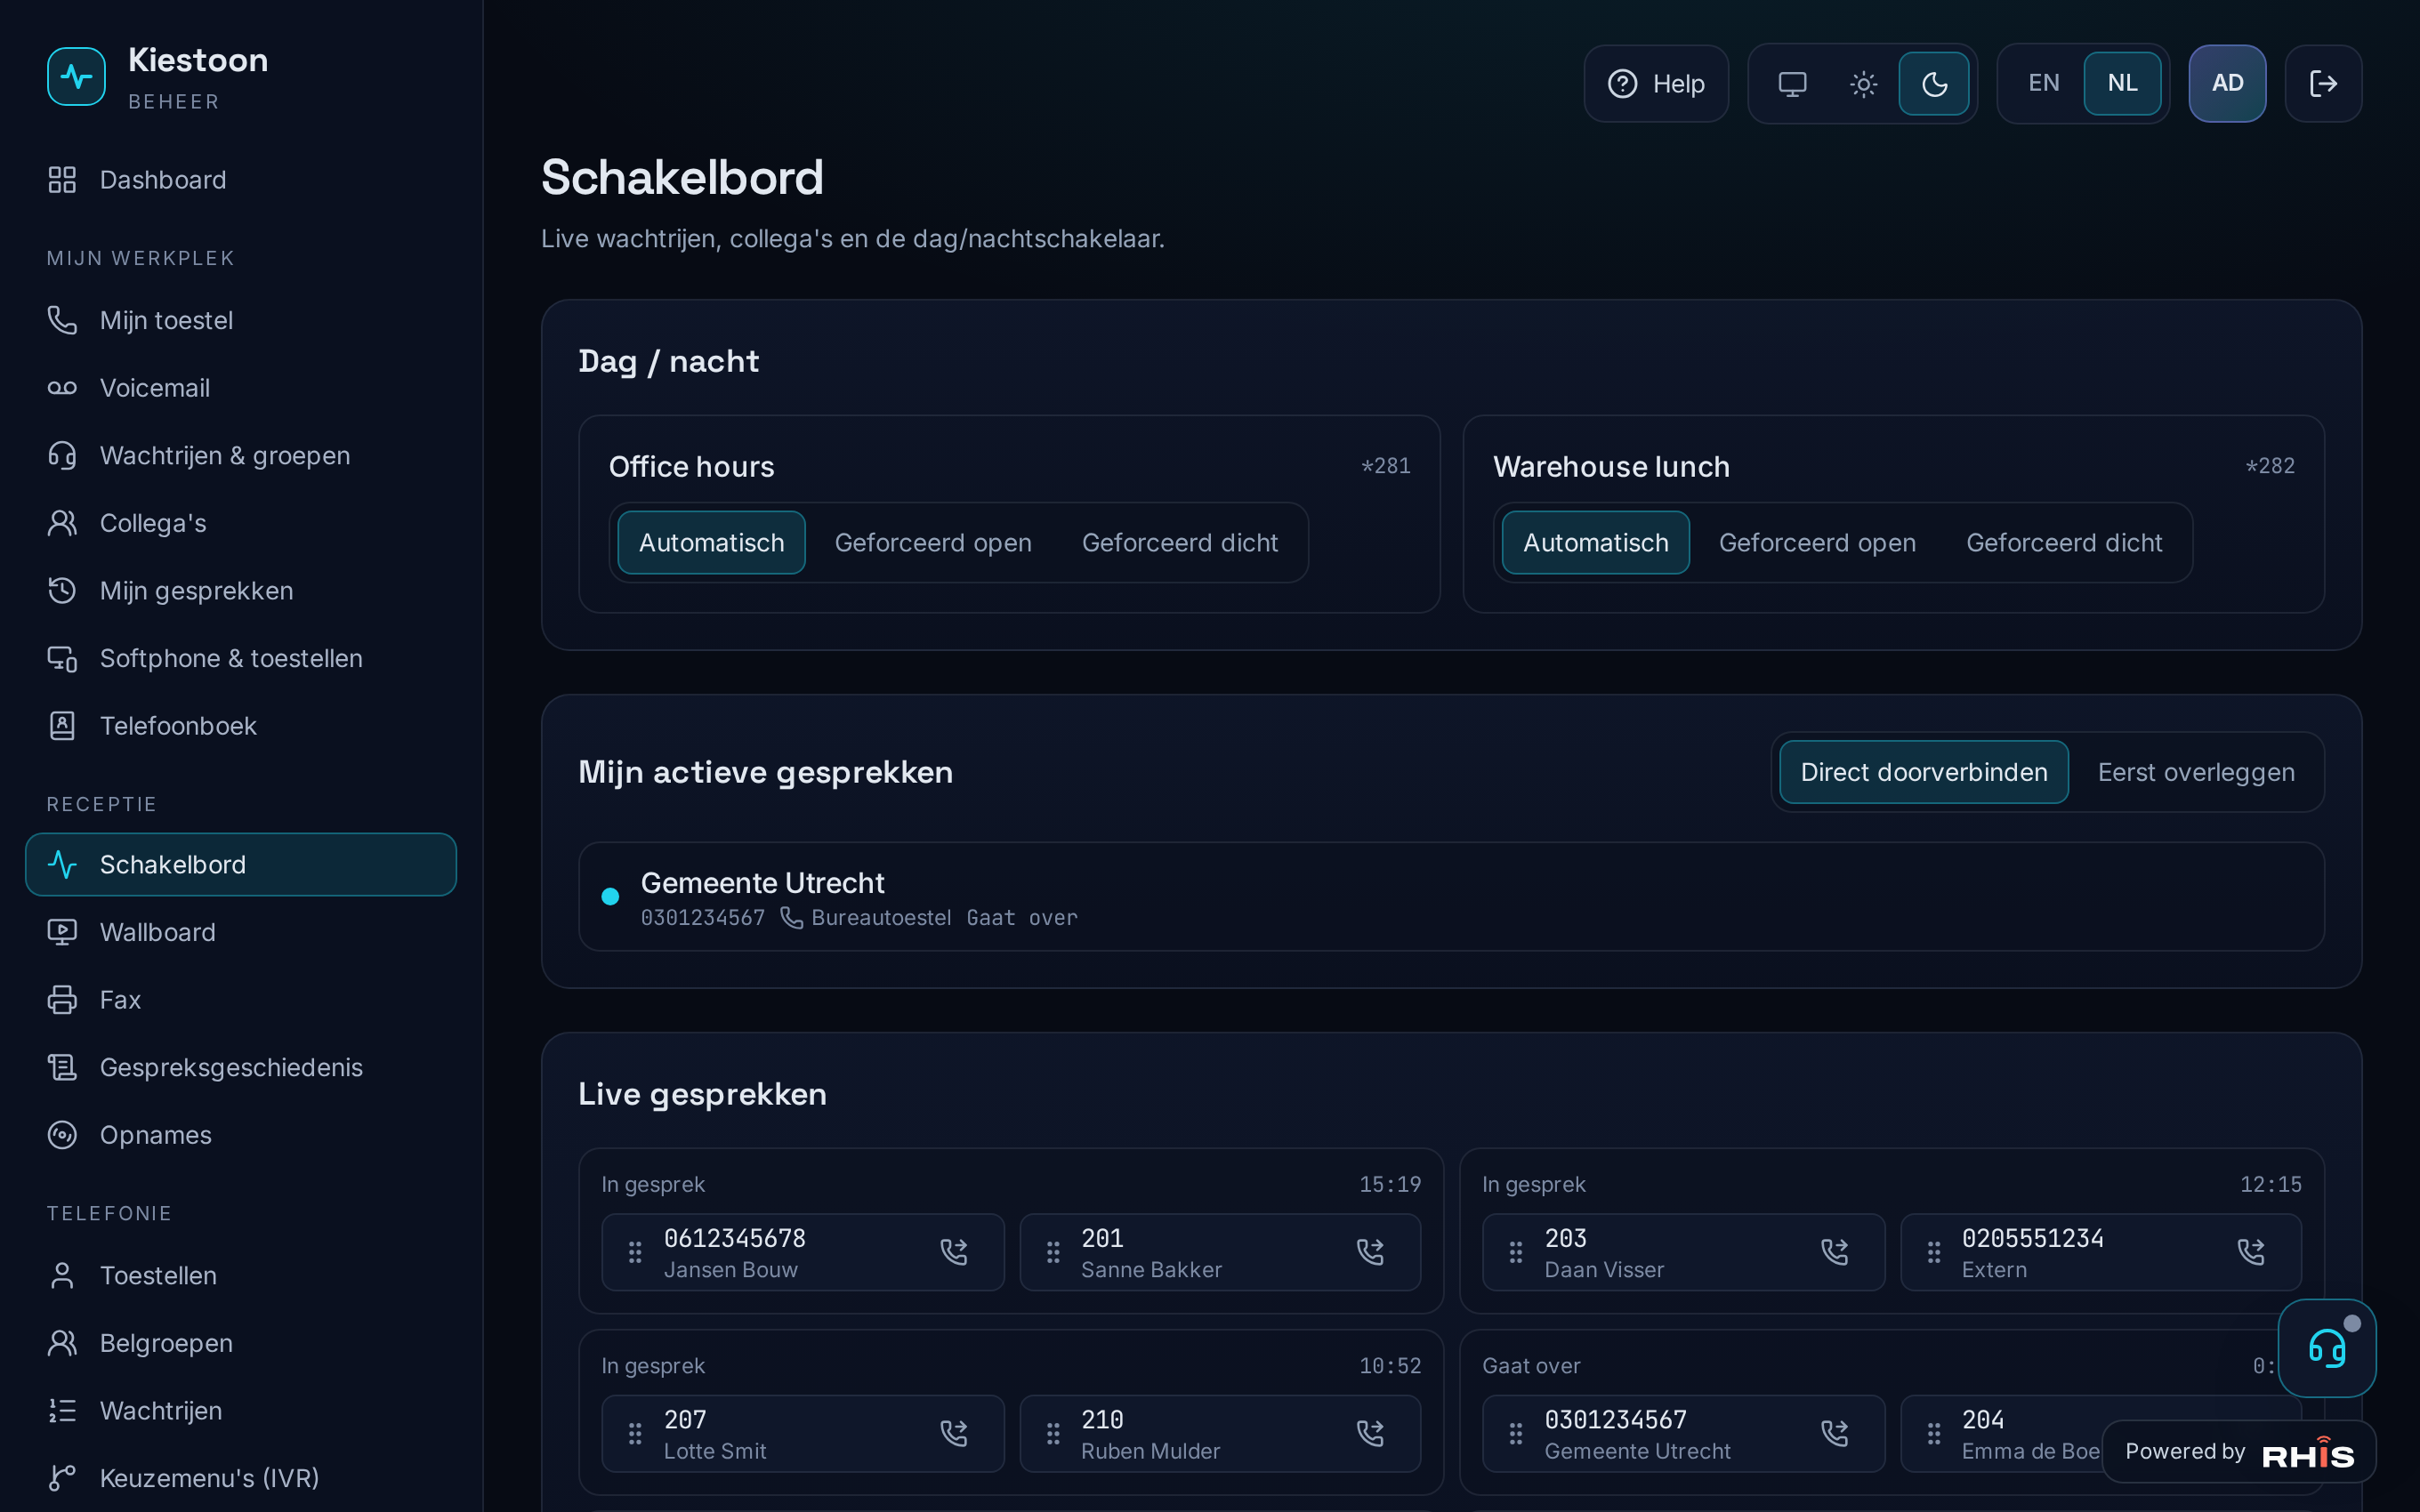 Kiestoon
BEHEER
Dashboard
MIJN WERKPLEK
Mijn toestel
Voicemail
Wachtrijen & groepen
Collega's
Mijn gesprekken
Softphone & toestellen
Telefoonboek
RECEPTIE
Schakelbord
Wallboard
Fax
Gespreksgeschiedenis
Opnames
TELEFONIE
Toestellen
Belgroepen
Wachtrijen
Keuzemenu's (IVR)
Help
EN NL
AD
Schakelbord
Live wachtrijen, collega's en de dag/nachtschakelaar.
Dag / nacht
Office hours *281
Automatisch Geforceerd open Geforceerd dicht
Warehouse lunch *282
Automatisch Geforceerd open Geforceerd dicht
Mijn actieve gesprekken
Direct doorverbinden Eerst overleggen
Gemeente Utrecht
0301234567 Bureautoestel Gaat over
Live gesprekken
In gesprek 15:19
0612345678
Jansen Bouw
201
Sanne Bakker
In gesprek 12:15
203
Daan Visser
0205551234
Extern
In gesprek 10:52
207
Lotte Smit
210
Ruben Mulder
Gaat over 0:
0301234567
Gemeente Utrecht
204
Emma de Boe
Powered by RHiS